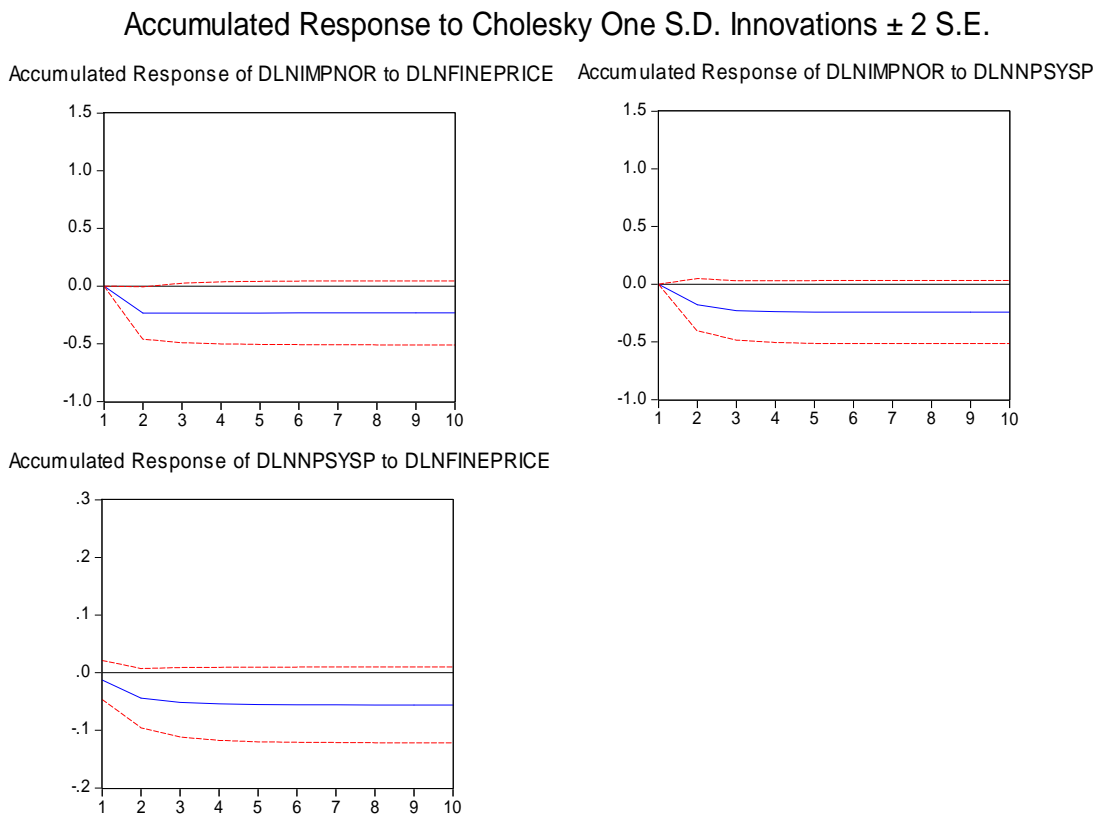 Accumulated Response to Cholesky One S.D. Innovations ± 2 S.E.
Accumulated Response of DLNIMPNOR to DLNFINEPRICE
1.5
1.0
0.5
0.0
-0.5
-1.0
1 2 3 4 5 6 7 8 9 10
Accumulated Response of DLNIMPNOR to DLNNPSYSP
1.5
1.0
0.5
0.0
-0.5
-1.0
1 2 3 4 5 6 7 8 9 10
Accumulated Response of DLNNPSYSP to DLNFINEPRICE
.3
.2
.1
.0
-.1
-.2
1 2 3 4 5 6 7 8 9 10